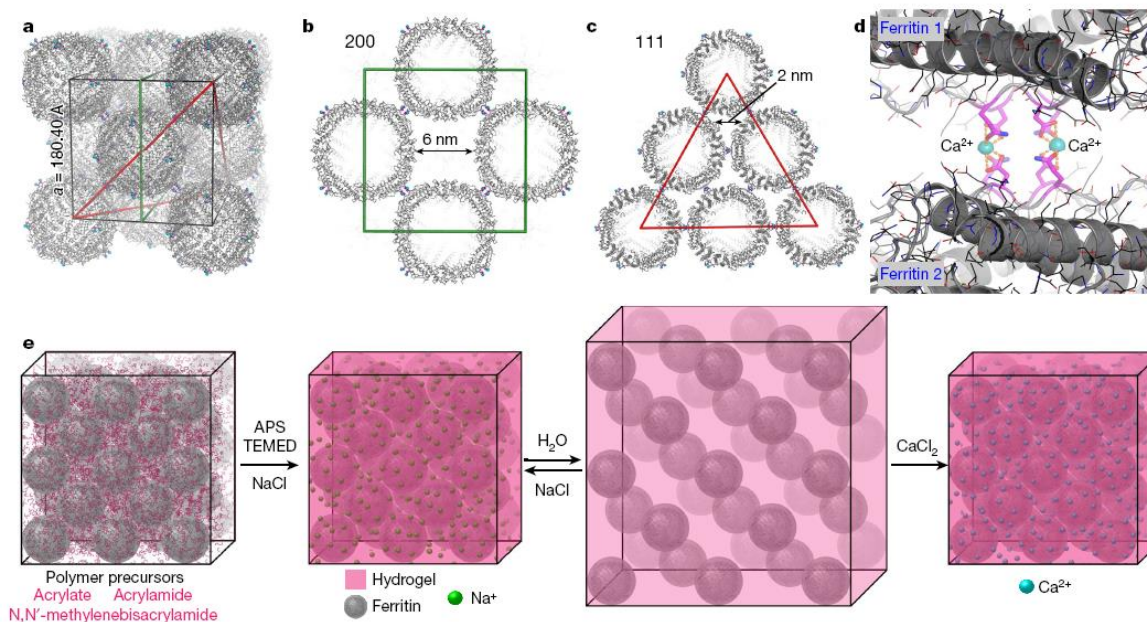 a
b
c
d
a = 180.40 A
200
6 nm
111
2 nm
Ferritin 1
Ca²⁺
Ca²⁺
Ferritin 2
e
Polymer precursors
Acrylate Acrylamide
N,N′-methylenebisacrylamide
APS
TEMED
NaCl
Hydrogel
Ferritin
Na⁺
H₂O
NaCl
CaCl₂
Ca²⁺